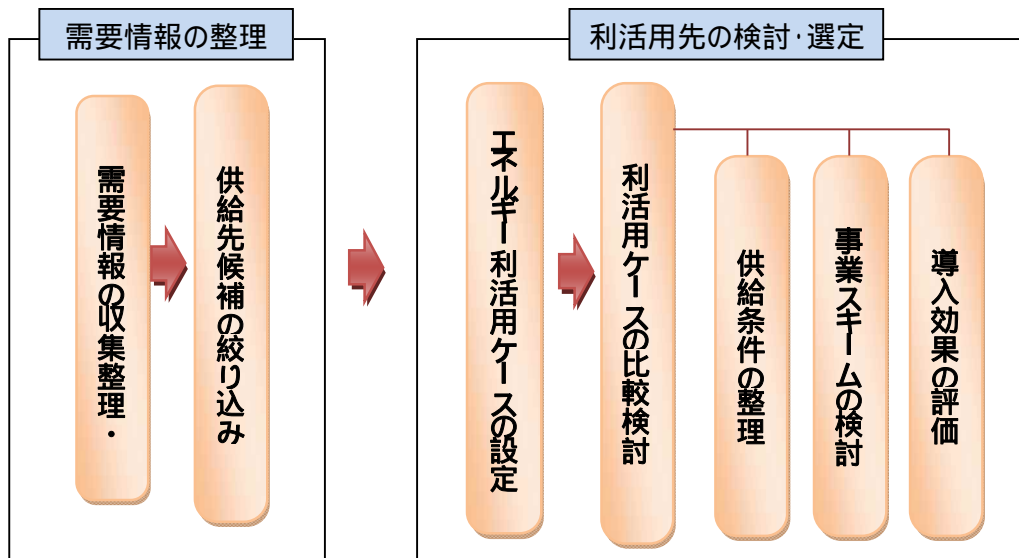 需要情報の整理
利活用先の検討・選定
需要情報の収集整理・
供給先候補の絞り込み
エネルギー利活用ケースの設定
利活用ケースの比較検討
供給条件の整理
事業スキームの検討
導入効果の評価